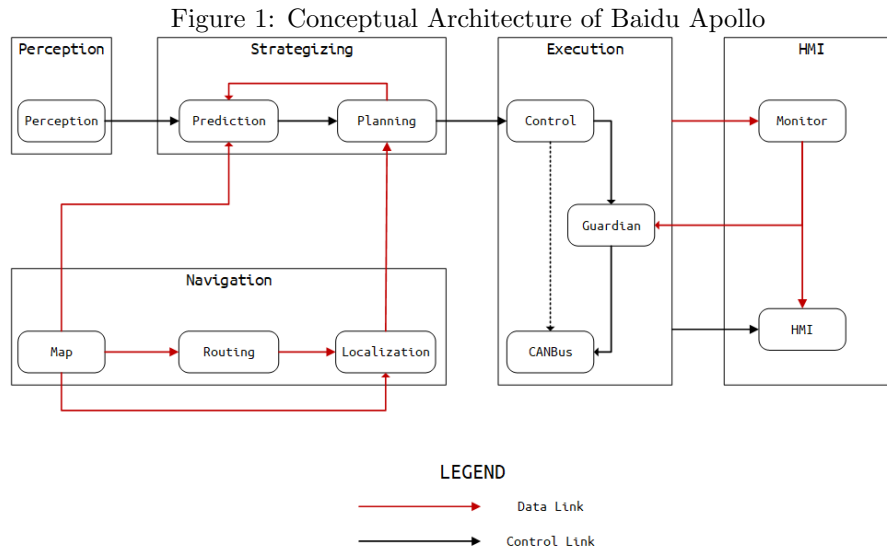 Figure 1: Conceptual Architecture of Baidu Apollo
Perception
Strategizing
Execution
HMI
Perception
Prediction
Planning
Control
Monitor
Guardian
Navigation
Map
Routing
Localization
CANBus
HMI
LEGEND
Data Link
Control Link